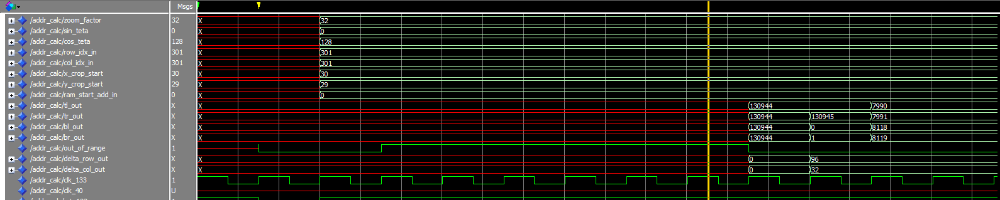 Msgs
/addr_calc/zoom_factor 32 X 32
/addr_calc/sin_teta 0 X 0
/addr_calc/cos_teta 128 X 128
/addr_calc/row_idx_in 301 X 301
/addr_calc/col_idx_in 301 X 301
/addr_calc/x_crop_start 30 X 30
/addr_calc/y_crop_start 29 X 29
/addr_calc/ram_start_add_in 0 X 0
/addr_calc/tl_out X X 130944 7990
/addr_calc/tr_out X X 130944 130945 7991
/addr_calc/bl_out X X 130944 0 8118
/addr_calc/br_out X X 130944 1 8119
/addr_calc/out_of_range 1
/addr_calc/delta_row_out X X 0 96
/addr_calc/delta_col_out X X 0 32
/addr_calc/clk_133 1
/addr_calc/clk_40 U